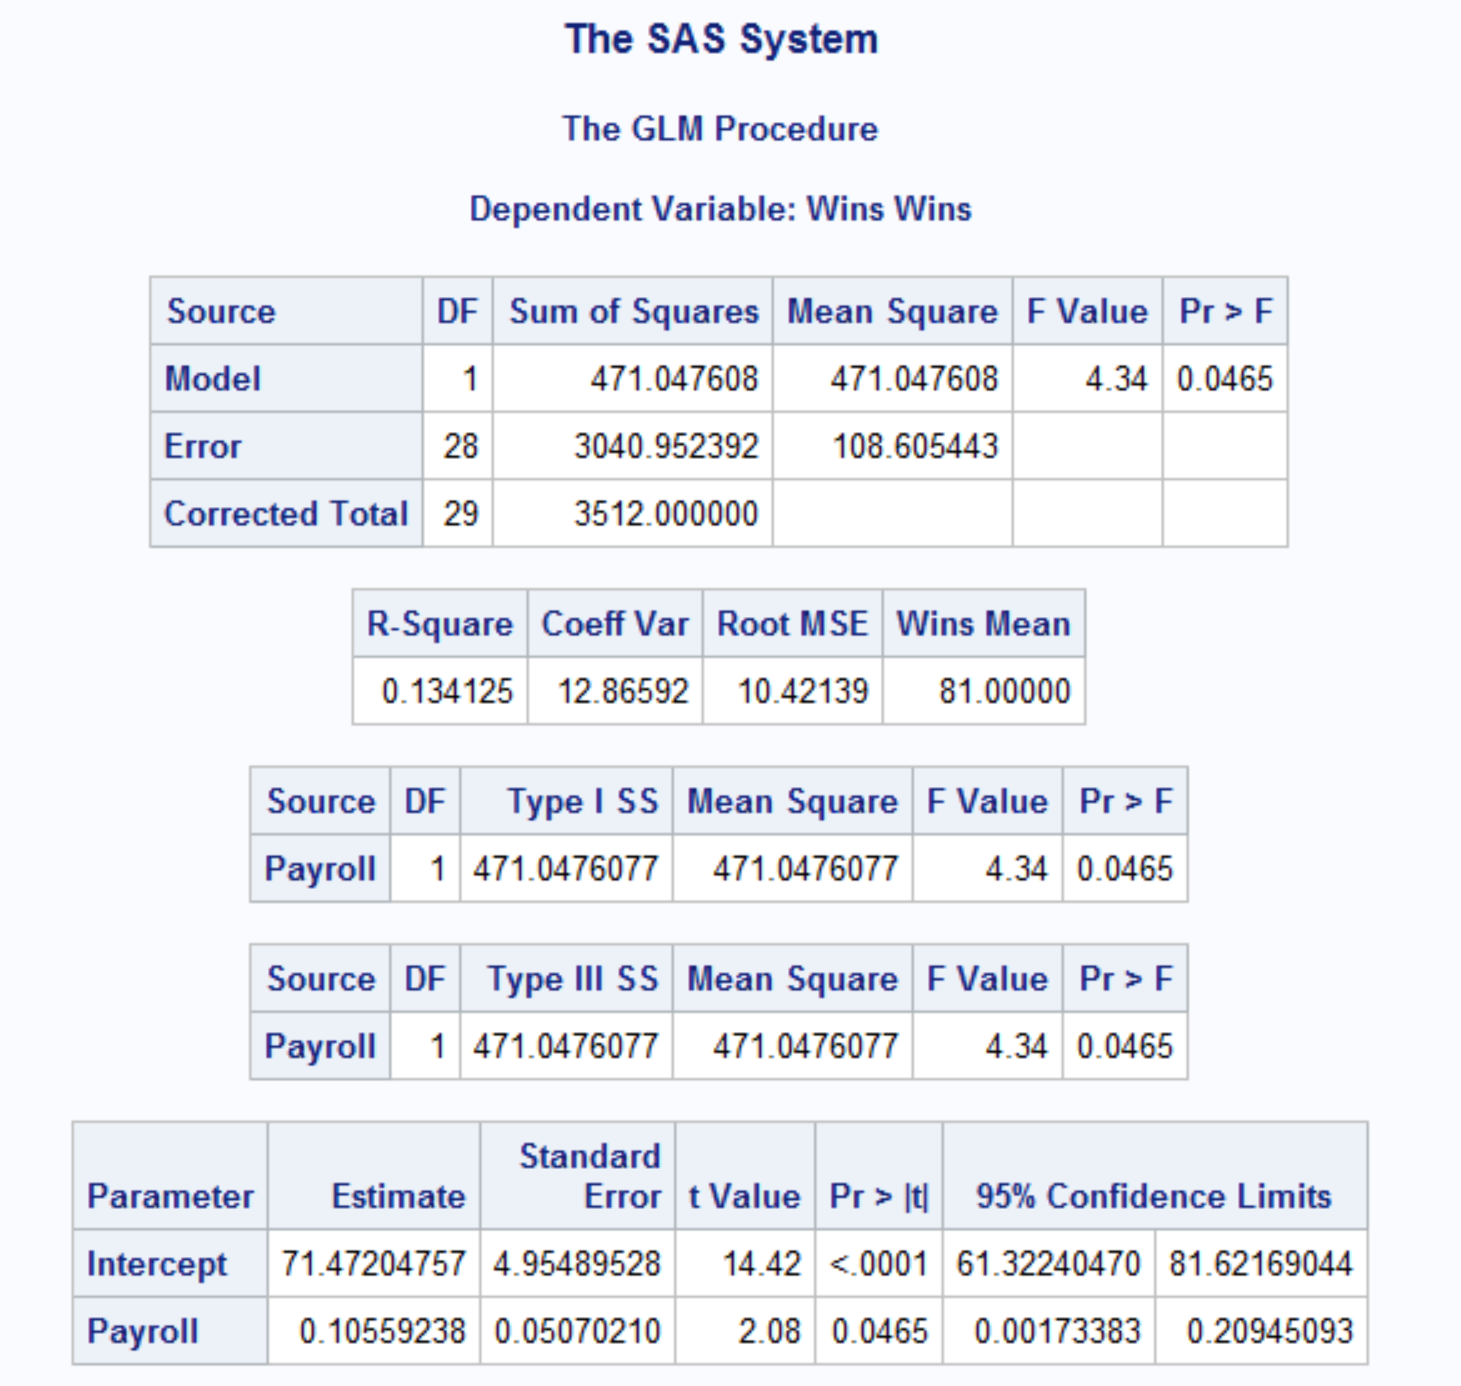 The SAS System
The GLM Procedure
Dependent Variable: Wins Wins
Source DF Sum of Squares Mean Square F Value Pr > F
Model 1 471.047608 471.047608 4.34 0.0465
Error 28 3040.952392 108.605443
Corrected Total 29 3512.000000
R-Square Coeff Var Root MSE Wins Mean
0.134125 12.86592 10.42139 81.00000
Source DF Type I SS Mean Square F Value Pr > F
Payroll 1 471.0476077 471.0476077 4.34 0.0465
Source DF Type III SS Mean Square F Value Pr > F
Payroll 1 471.0476077 471.0476077 4.34 0.0465
Standard
Parameter Estimate Error t Value Pr > |t| 95% Confidence Limits
Intercept 71.47204757 4.95489528 14.42 <.0001 61.32240470 81.62169044
Payroll 0.10559238 0.05070210 2.08 0.0465 0.00173383 0.20945093